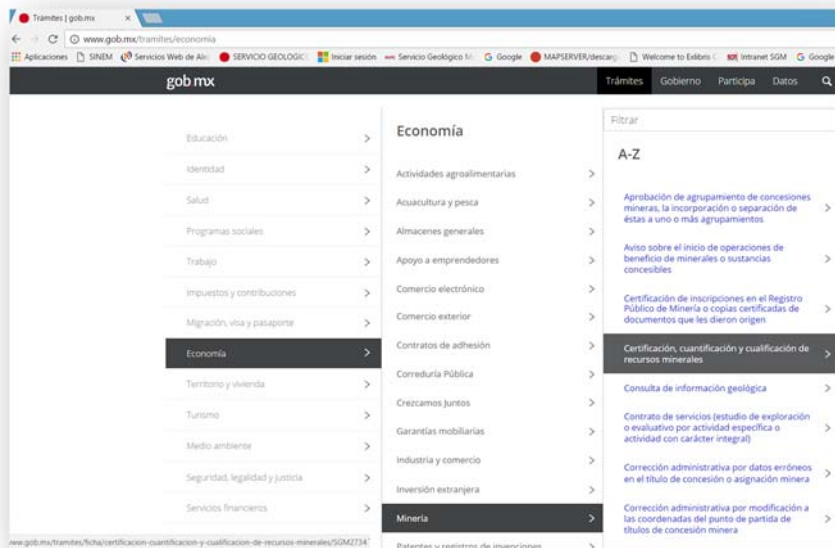 Trámites | gob.mx
www.gob.mx/tramites/economia
Aplicaciones SINEM Servicios Web de Ale SERVICIO GEOLOGIC Iniciar sesión Servicio Geológico M Google MAPSERVER/descarg Welcome to Exlibris Intranet SGM Google
gob mx
Trámites Gobierno Participa Datos
Educación
Identidad
Salud
Programas sociales
Trabajo
Impuestos y contribuciones
Migración, visa y pasaporte
Economía
Territorio y vivienda
Turismo
Medio ambiente
Seguridad, legalidad y justicia
Servicios financieros
Economía
Actividades agroalimentarias
Acuacultura y pesca
Almacenes generales
Apoyo a emprendedores
Comercio electrónico
Comercio exterior
Contratos de adhesión
Correduría Pública
Crezcamos Juntos
Garantías mobiliarias
Industria y comercio
Inversión extranjera
Minería
Patentes y registros de invenciones
Filtrar
A-Z
Aprobación de agrupamiento de concesiones
mineras, la incorporación o separación de
éstas a uno o más agrupamientos
Aviso sobre el inicio de operaciones de
beneficio de minerales o sustancias
concesibles
Certificación de inscripciones en el Registro
Público de Minería o copias certificadas de
documentos que les dieron origen
Certificación, cuantificación y cualificación de
recursos minerales
Consulta de información geológica
Contrato de servicios (estudio de exploración
o evaluativo por actividad específica o
actividad con carácter integral)
Corrección administrativa por datos erróneos
en el título de concesión o asignación minera
Corrección administrativa por modificación a
las coordenadas del punto de partida de
títulos de concesión minera
www.gob.mx/tramites/ficha/certificacion-cuantificacion-y-cualificacion-de-recursos-minerales/SGM2734